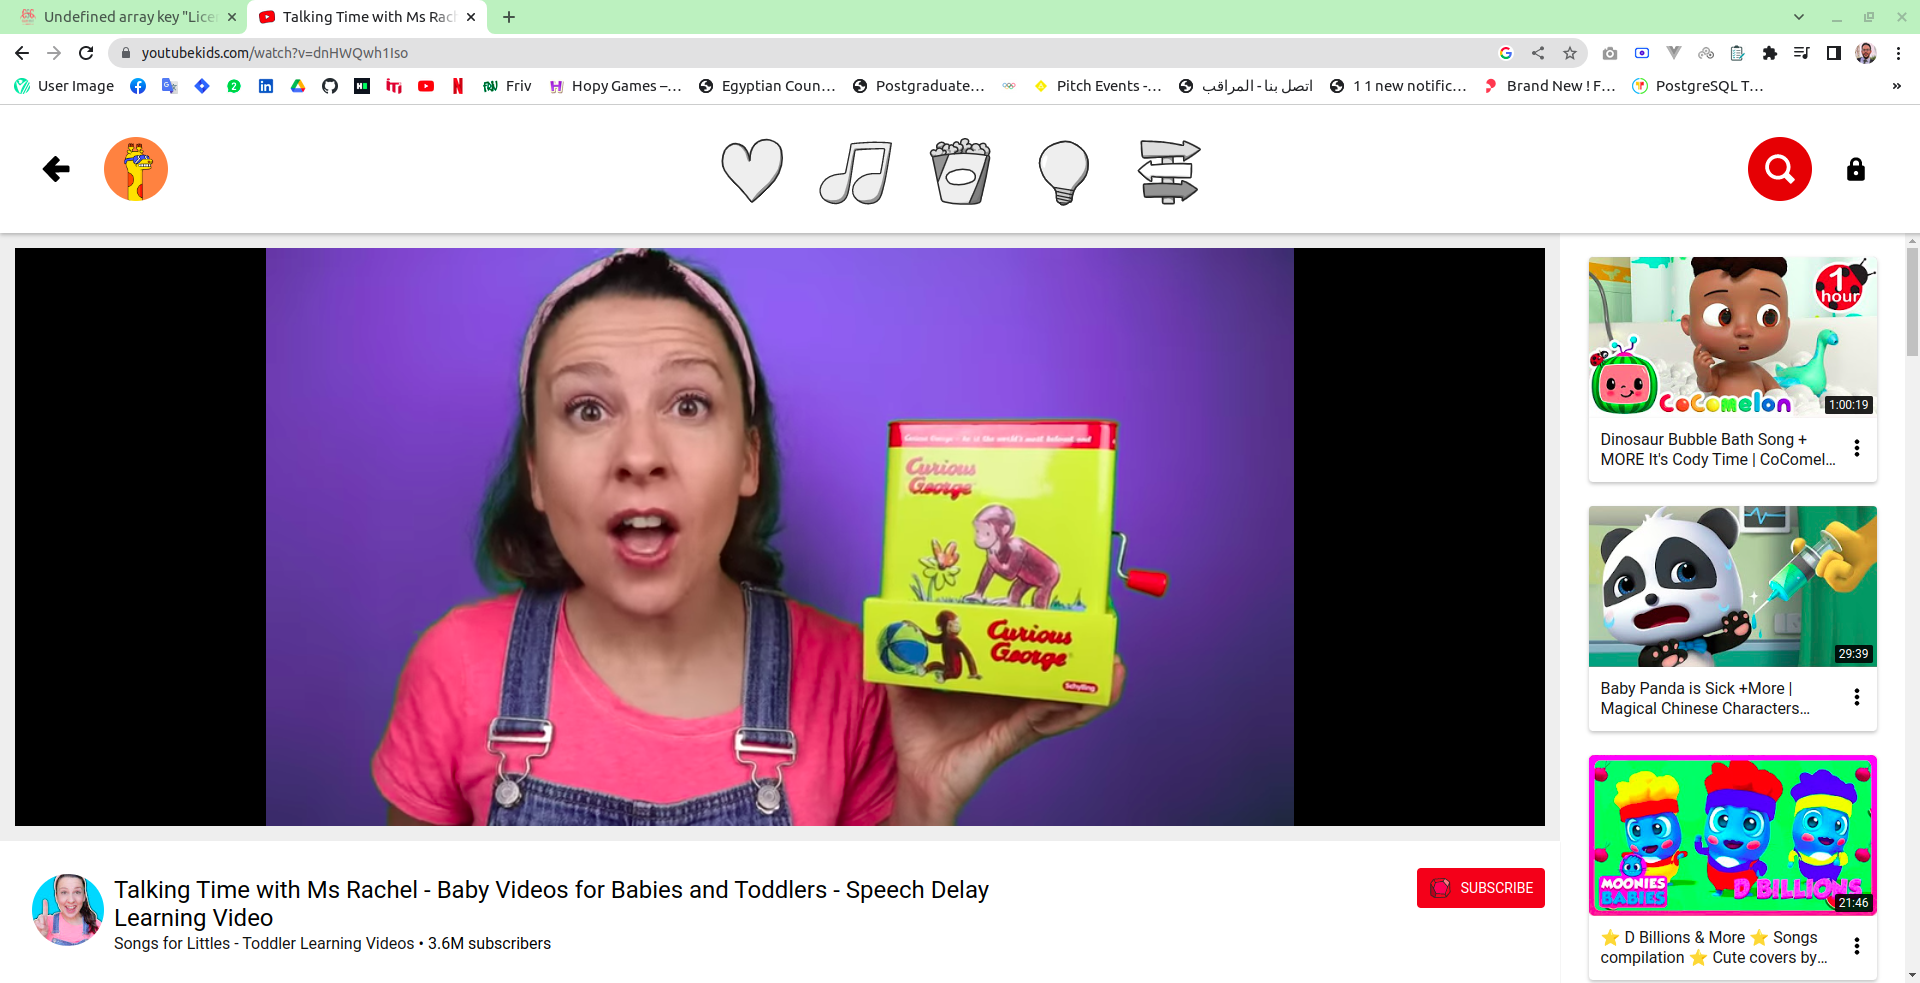 Undefined array key "Licen
Talking Time with Ms Rach
youtubekids.com/watch?v=dnHWQwh1Iso
User Image
Friv
Hopy Games –...
Egyptian Coun...
Postgraduate...
Pitch Events -...
اتصل بنا - المراقب
1 1 new notific...
Brand New ! F...
PostgreSQL T...
»
Curious
George
Curious
George
Schylling
1
hour
CoComelon
1:00:19
Dinosaur Bubble Bath Song +
MORE It's Cody Time | CoComel...
29:39
Baby Panda is Sick +More |
Magical Chinese Characters...
MOONIES
BABIES
D BILLIONS
21:46
⭐ D Billions & More ⭐ Songs
compilation ⭐ Cute covers by...
Talking Time with Ms Rachel - Baby Videos for Babies and Toddlers - Speech Delay
Learning Video
Songs for Littles - Toddler Learning Videos • 3.6M subscribers
SUBSCRIBE